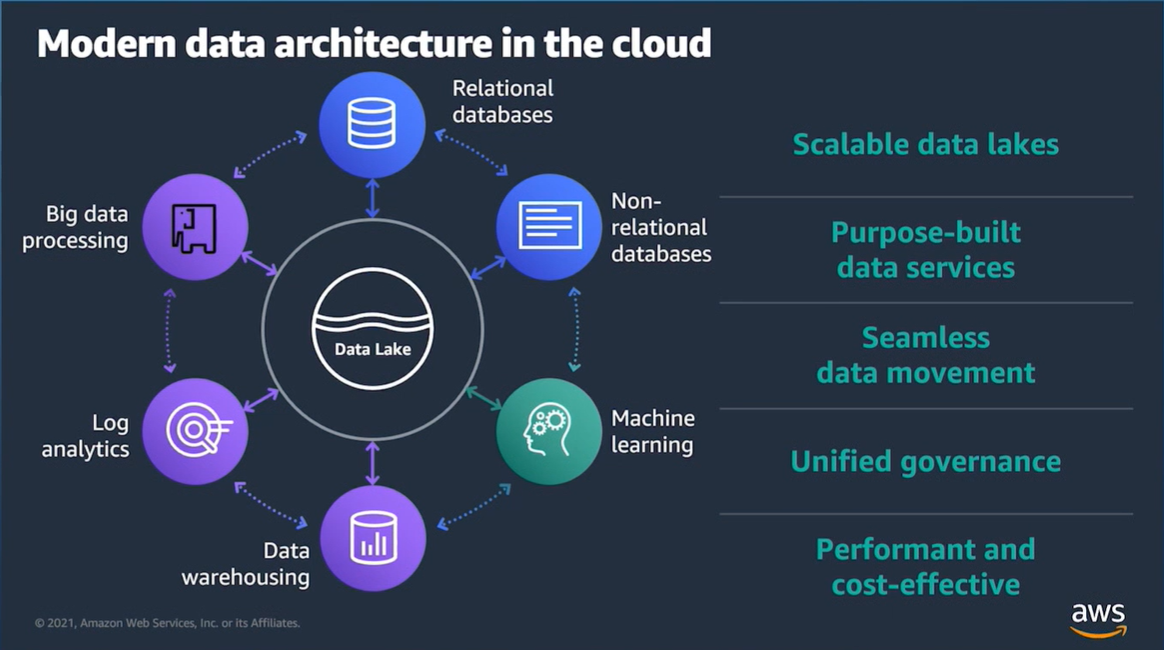 Modern data architecture in the cloud
Relational
databases
Non-
relational
databases
Machine
learning
Data
warehousing
Log
analytics
Big data
processing
Data Lake
Scalable data lakes
Purpose-built
data services
Seamless
data movement
Unified governance
Performant and
cost-effective
© 2021, Amazon Web Services, Inc. or its Affiliates.
aws